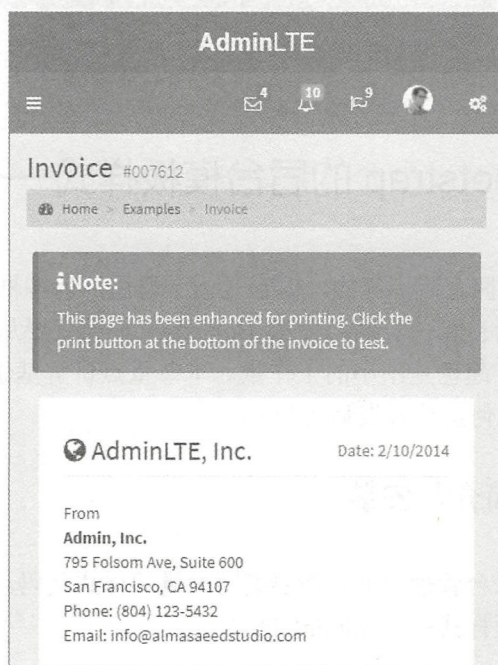 AdminLTE
4 10 9
Invoice #007612
Home > Examples > Invoice
Note:
This page has been enhanced for printing. Click the
print button at the bottom of the invoice to test.
AdminLTE, Inc. Date: 2/10/2014
From
Admin, Inc.
795 Folsom Ave, Suite 600
San Francisco, CA 94107
Phone: (804) 123-5432
Email: info@almasaeedstudio.com